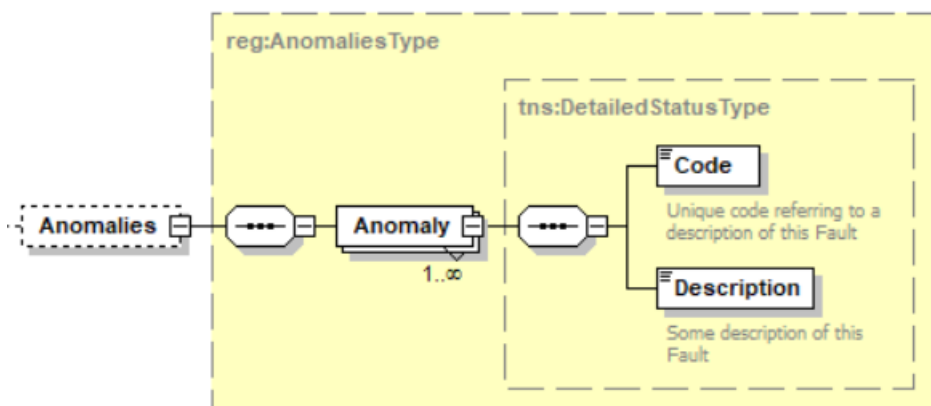 reg:AnomaliesType
tns:DetailedStatusType
Code
Unique code referring to a
description of this Fault
Anomalies
Anomaly
1..∞
Description
Some description of this
Fault